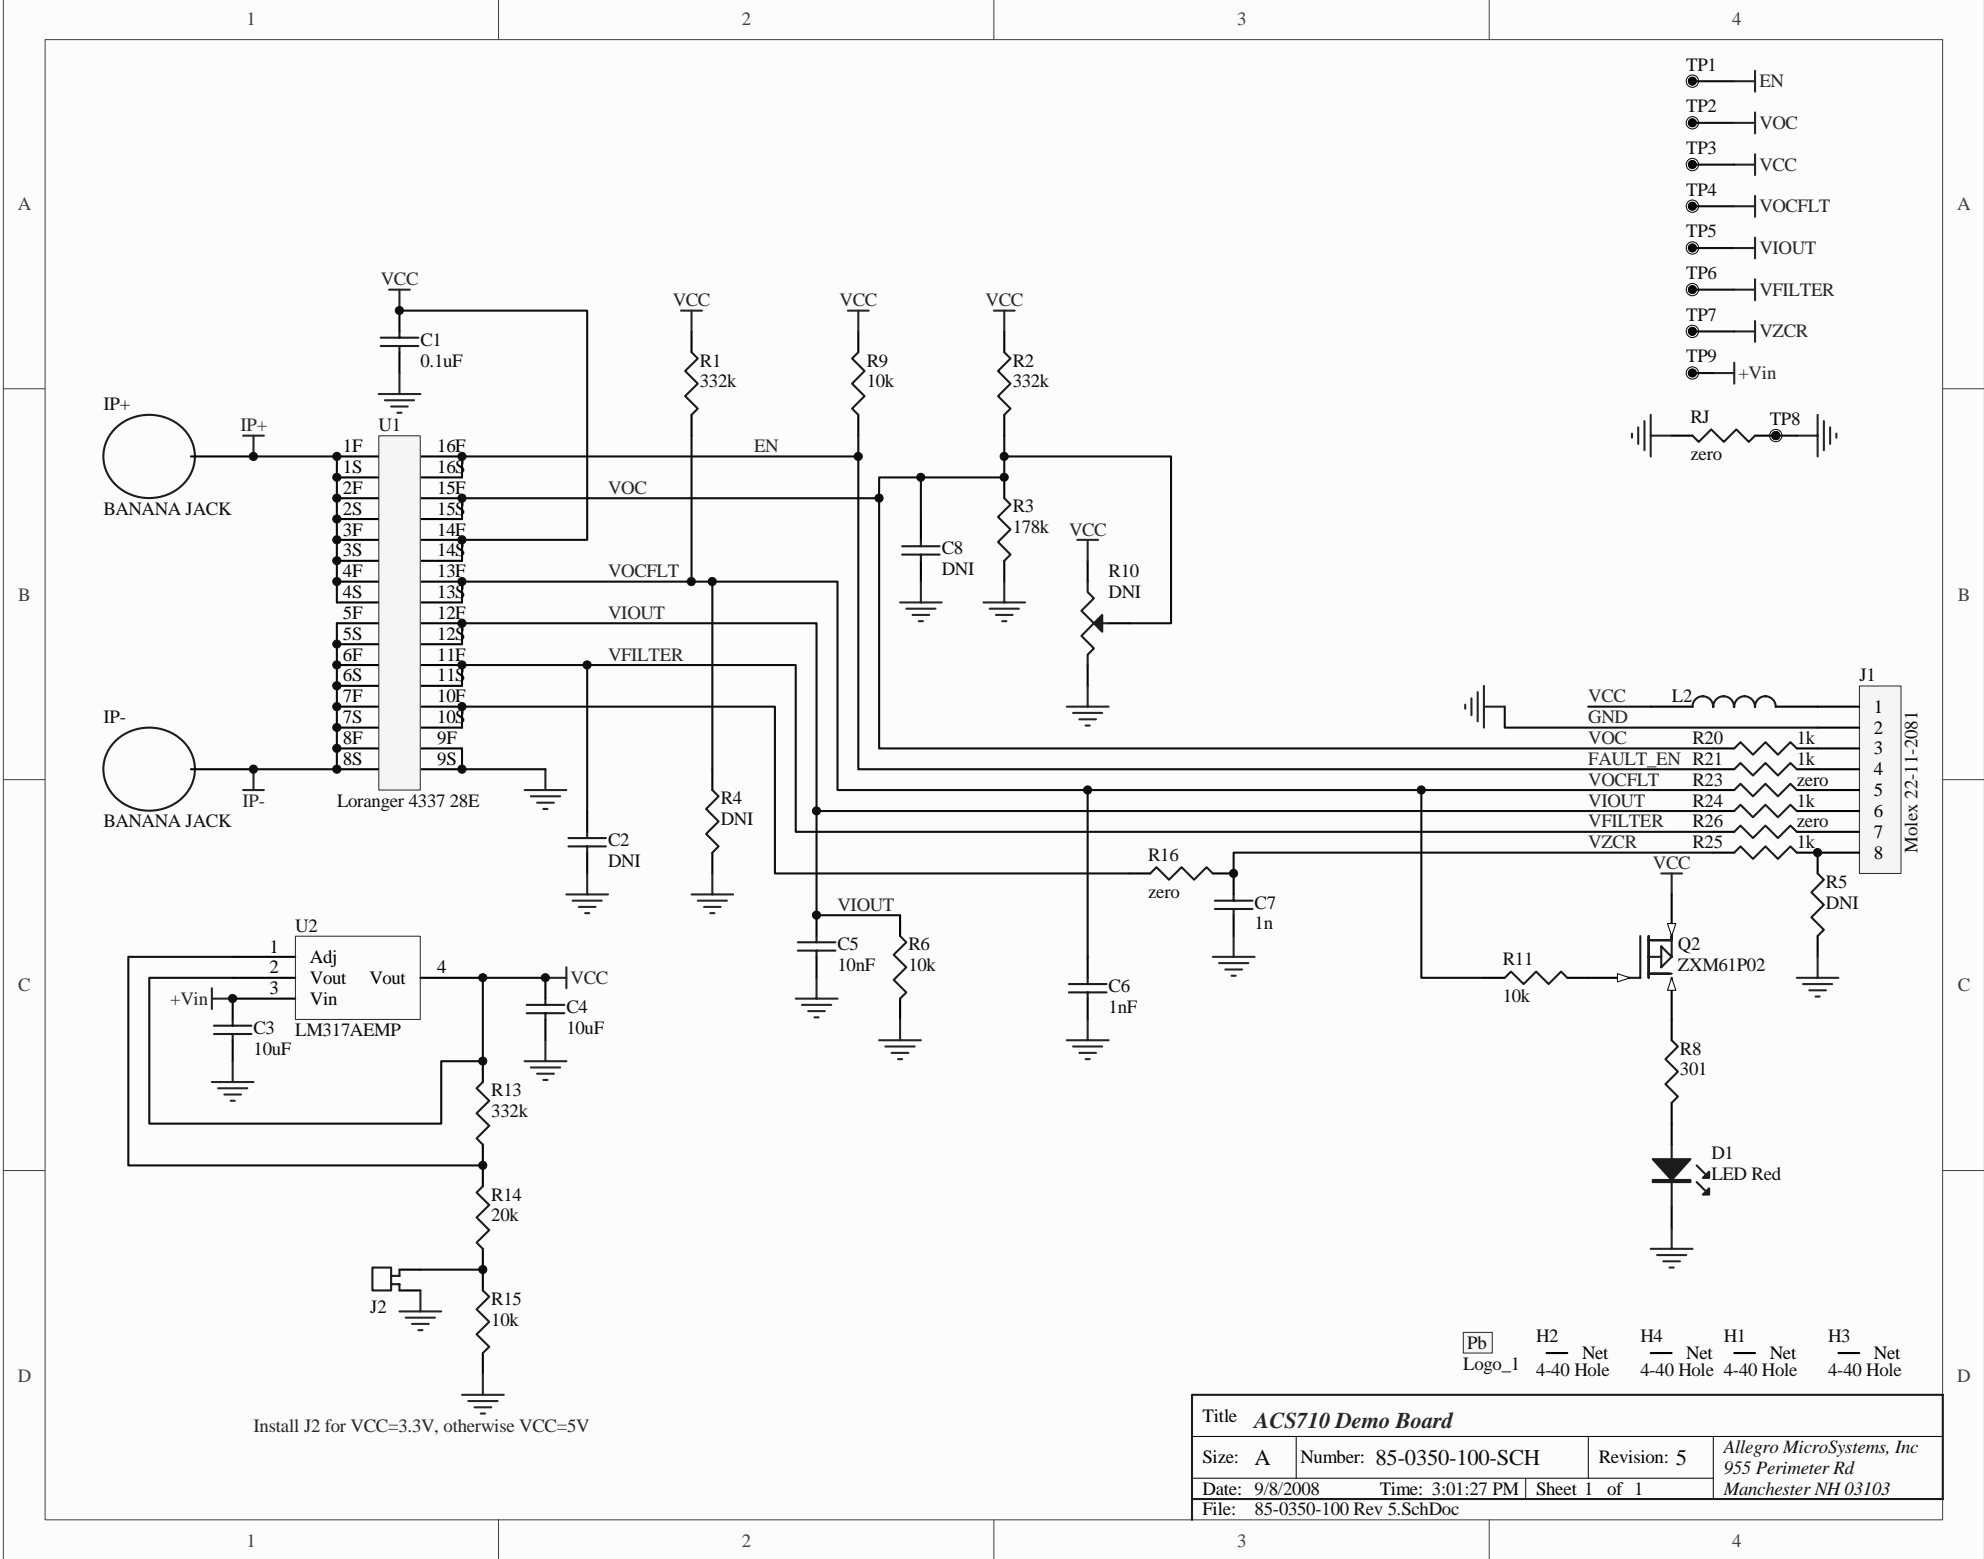 1 2 3 4
A A
B B
C C
D D
1 2 3 4
TP1
EN
TP2
VOC
TP3
VCC
TP4
VOCFLT
TP5
VIOUT
TP6
VFILTER
TP7
VZCR
TP9
+Vin
RJ
zero
TP8
VCC
C1
0.1uF
VCC
R1
332k
VCC
R9
10k
VCC
R2
332k
IP+
BANANA JACK
IP+
IP-
BANANA JACK
IP-
U1
1F 16F
1S 16S
2F 15F
2S 15S
3F 14F
3S 14S
4F 13F
4S 13S
5F 12F
5S 12S
6F 11F
6S 11S
7F 10F
7S 10S
8F 9F
8S 9S
Loranger 4337 28E
EN
VOC
VOCFLT
VIOUT
VFILTER
R3
178k
C8
DNI
VCC
R10
DNI
C2
DNI
R4
DNI
VIOUT
C5
10nF
R6
10k
R16
zero
C7
1n
C6
1nF
J1
Molex 22-11-2081
VCC L2 1
GND 2
VOC R20 1k 3
FAULT_EN R21 1k 4
VOCFLT R23 zero 5
VIOUT R24 1k 6
VFILTER R26 zero 7
VZCR R25 1k 8
R5
DNI
VCC
Q2
ZXM61P02
R11
10k
R8
301
D1
LED Red
U2
1 Adj
2 Vout Vout 4
3 Vin
LM317AEMP
+Vin
C3
10uF
VCC
C4
10uF
R13
332k
R14
20k
J2
R15
10k
Install J2 for VCC=3.3V, otherwise VCC=5V
Pb
Logo_1
H2
Net
4-40 Hole
H4
Net
4-40 Hole
H1
Net
4-40 Hole
H3
Net
4-40 Hole
Title ACS710 Demo Board
Size: A Number: 85-0350-100-SCH Revision: 5
Date: 9/8/2008 Time: 3:01:27 PM Sheet 1 of 1
File: 85-0350-100 Rev 5.SchDoc
Allegro MicroSystems, Inc
955 Perimeter Rd
Manchester NH 03103